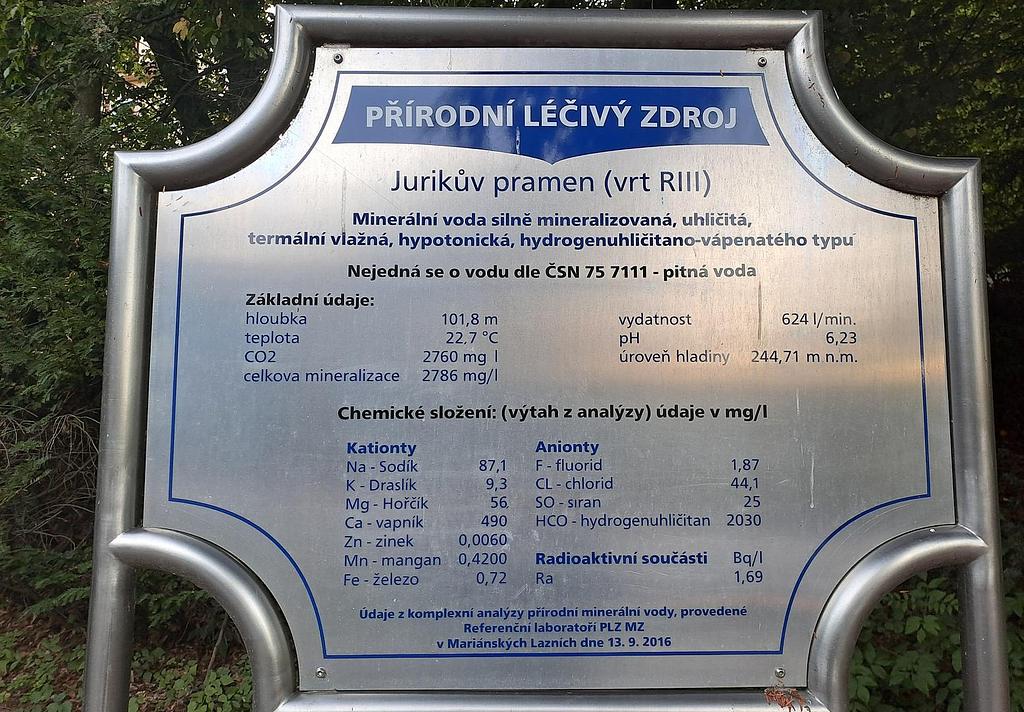 PŘÍRODNÍ LÉČIVÝ ZDROJ
Jurikův pramen (vrt RIII)
Minerální voda silně mineralizovaná, uhličitá,
termální vlažná, hypotonická, hydrogenuhličitano-vápenatého typu
Nejedná se o vodu dle ČSN 75 7111 - pitná voda
Základní údaje:
hloubka 101,8 m vydatnost 624 l/min.
teplota 22,7 °C pH 6,23
CO2 2760 mg l úroveň hladiny 244,71 m n.m.
celkova mineralizace 2786 mg/l
Chemické složení: (výtah z analýzy) údaje v mg/l
Kationty Anionty
Na - Sodík 87,1 F - fluorid 1,87
K - Draslík 9,3 CL - chlorid 44,1
Mg - Hořčík 56 SO - sıran 25
Ca - vapník 490 HCO - hydrogenuhličitan 2030
Zn - zinek 0,0060
Mn - mangan 0,4200 Radioaktivní součásti Bq/l
Fe - železo 0,72 Ra 1,69
Údaje z komplexní analýzy přírodní minerální vody, provedené
Referenční laboratoří PLZ MZ
v Mariánských Lazních dne 13. 9. 2016